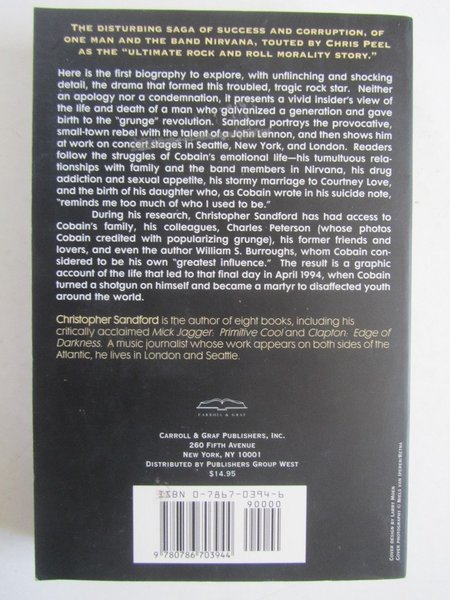 THE DISTURBING SAGA OF SUCCESS AND CORRUPTION, OF
ONE MAN AND THE BAND NIRVANA, TOUTED BY CHRIS PEEL
AS THE "ULTIMATE ROCK AND ROLL MORALITY STORY."
Here is the first biography to explore, with unflinching and shocking
detail, the drama that formed this troubled, tragic rock star. Neither
an apology nor a condemnation, it presents a vivid insider's view of
the life and death of a man who galvanized a generation and gave
birth to the "grunge" revolution. Sandford portrays the provocative,
small-town rebel with the talent of a John Lennon, and then shows him
at work on concert stages in Seattle, New York, and London. Readers
follow the struggles of Cobain's emotional life—his tumultuous rela-
tionships with family and the band members in Nirvana, his drug
addiction and sexual appetite, his stormy marriage to Courtney Love,
and the birth of his daughter who, as Cobain wrote in his suicide note,
"reminds me too much of who I used to be."
During his research, Christopher Sandford has had access to
Cobain's family, his colleagues, Charles Peterson (whose photos
Cobain credited with popularizing grunge), his former friends and
lovers, and even the author William S. Burroughs, whom Cobain con-
sidered to be his own "greatest influence." The result is a graphic
account of the life that led to that final day in April 1994, when Cobain
turned a shotgun on himself and became a martyr to disaffected youth
around the world.
Christopher Sandford is the author of eight books, including his
critically acclaimed Mick Jagger: Primitive Cool and Clapton: Edge of
Darkness. A music journalist whose work appears on both sides of the
Atlantic, he lives in London and Seattle.
CARROLL & GRAF
CARROLL & GRAF PUBLISHERS, INC.
260 FIFTH AVENUE
NEW YORK, NY 10001
DISTRIBUTED BY PUBLISHERS GROUP WEST
$14.95
ISBN 0-7867-0394-6
90000
9 780786 703944
COVER DESIGN BY LARRY
COVER PHOTOGRAPHS © NIELS VAN IPEREN/RETNA